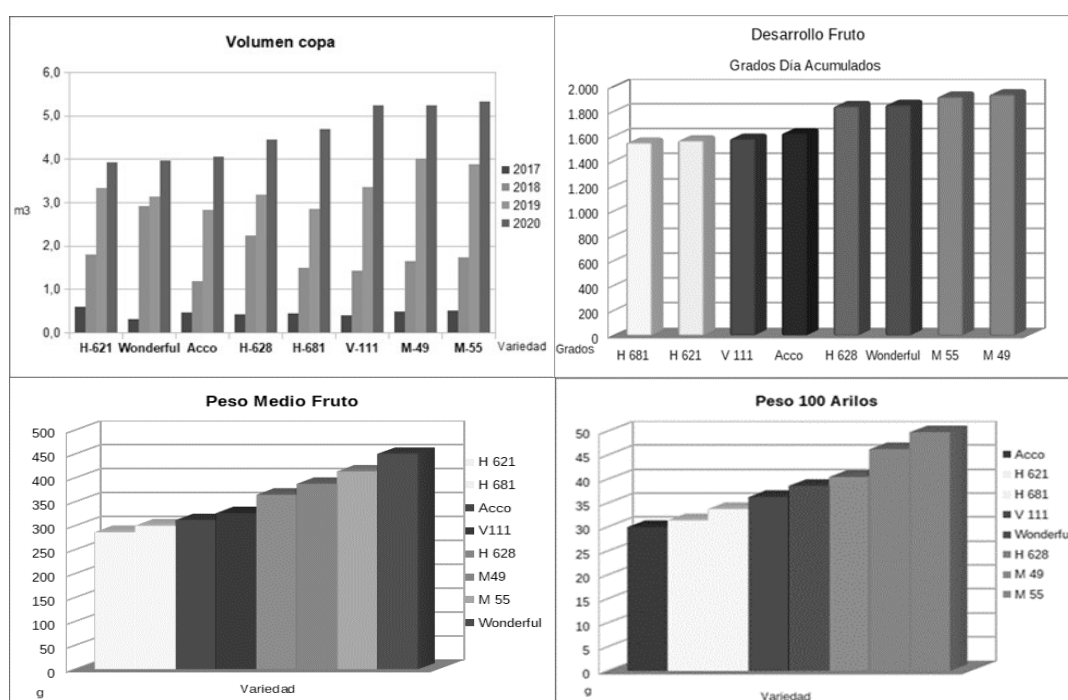 Volumen copa
6,0
5,0
4,0
3,0
2,0
1,0
0,0
m3
2017
2018
2019
2020
H-621 Wonderful Acco H-628 H-681 V-111 M-49 M-55 Variedad
Desarrollo Fruto
Grados Día Acumulados
2.000
1.800
1.600
1.400
1.200
1.000
800
600
400
200
0
Grados
H 681 H 621 V 111 Acco H 628 Wonderful M 55 M 49
Peso Medio Fruto
500
450
400
350
300
250
200
150
100
50
0
g
Variedad
H 621
H 681
Acco
V111
H 628
M49
M 55
Wonderful
Peso 100 Arilos
50
45
40
35
30
25
20
15
10
5
0
g
Variedad
Acco
H 621
H 681
V 111
Wonderful
H 628
M 49
M 55